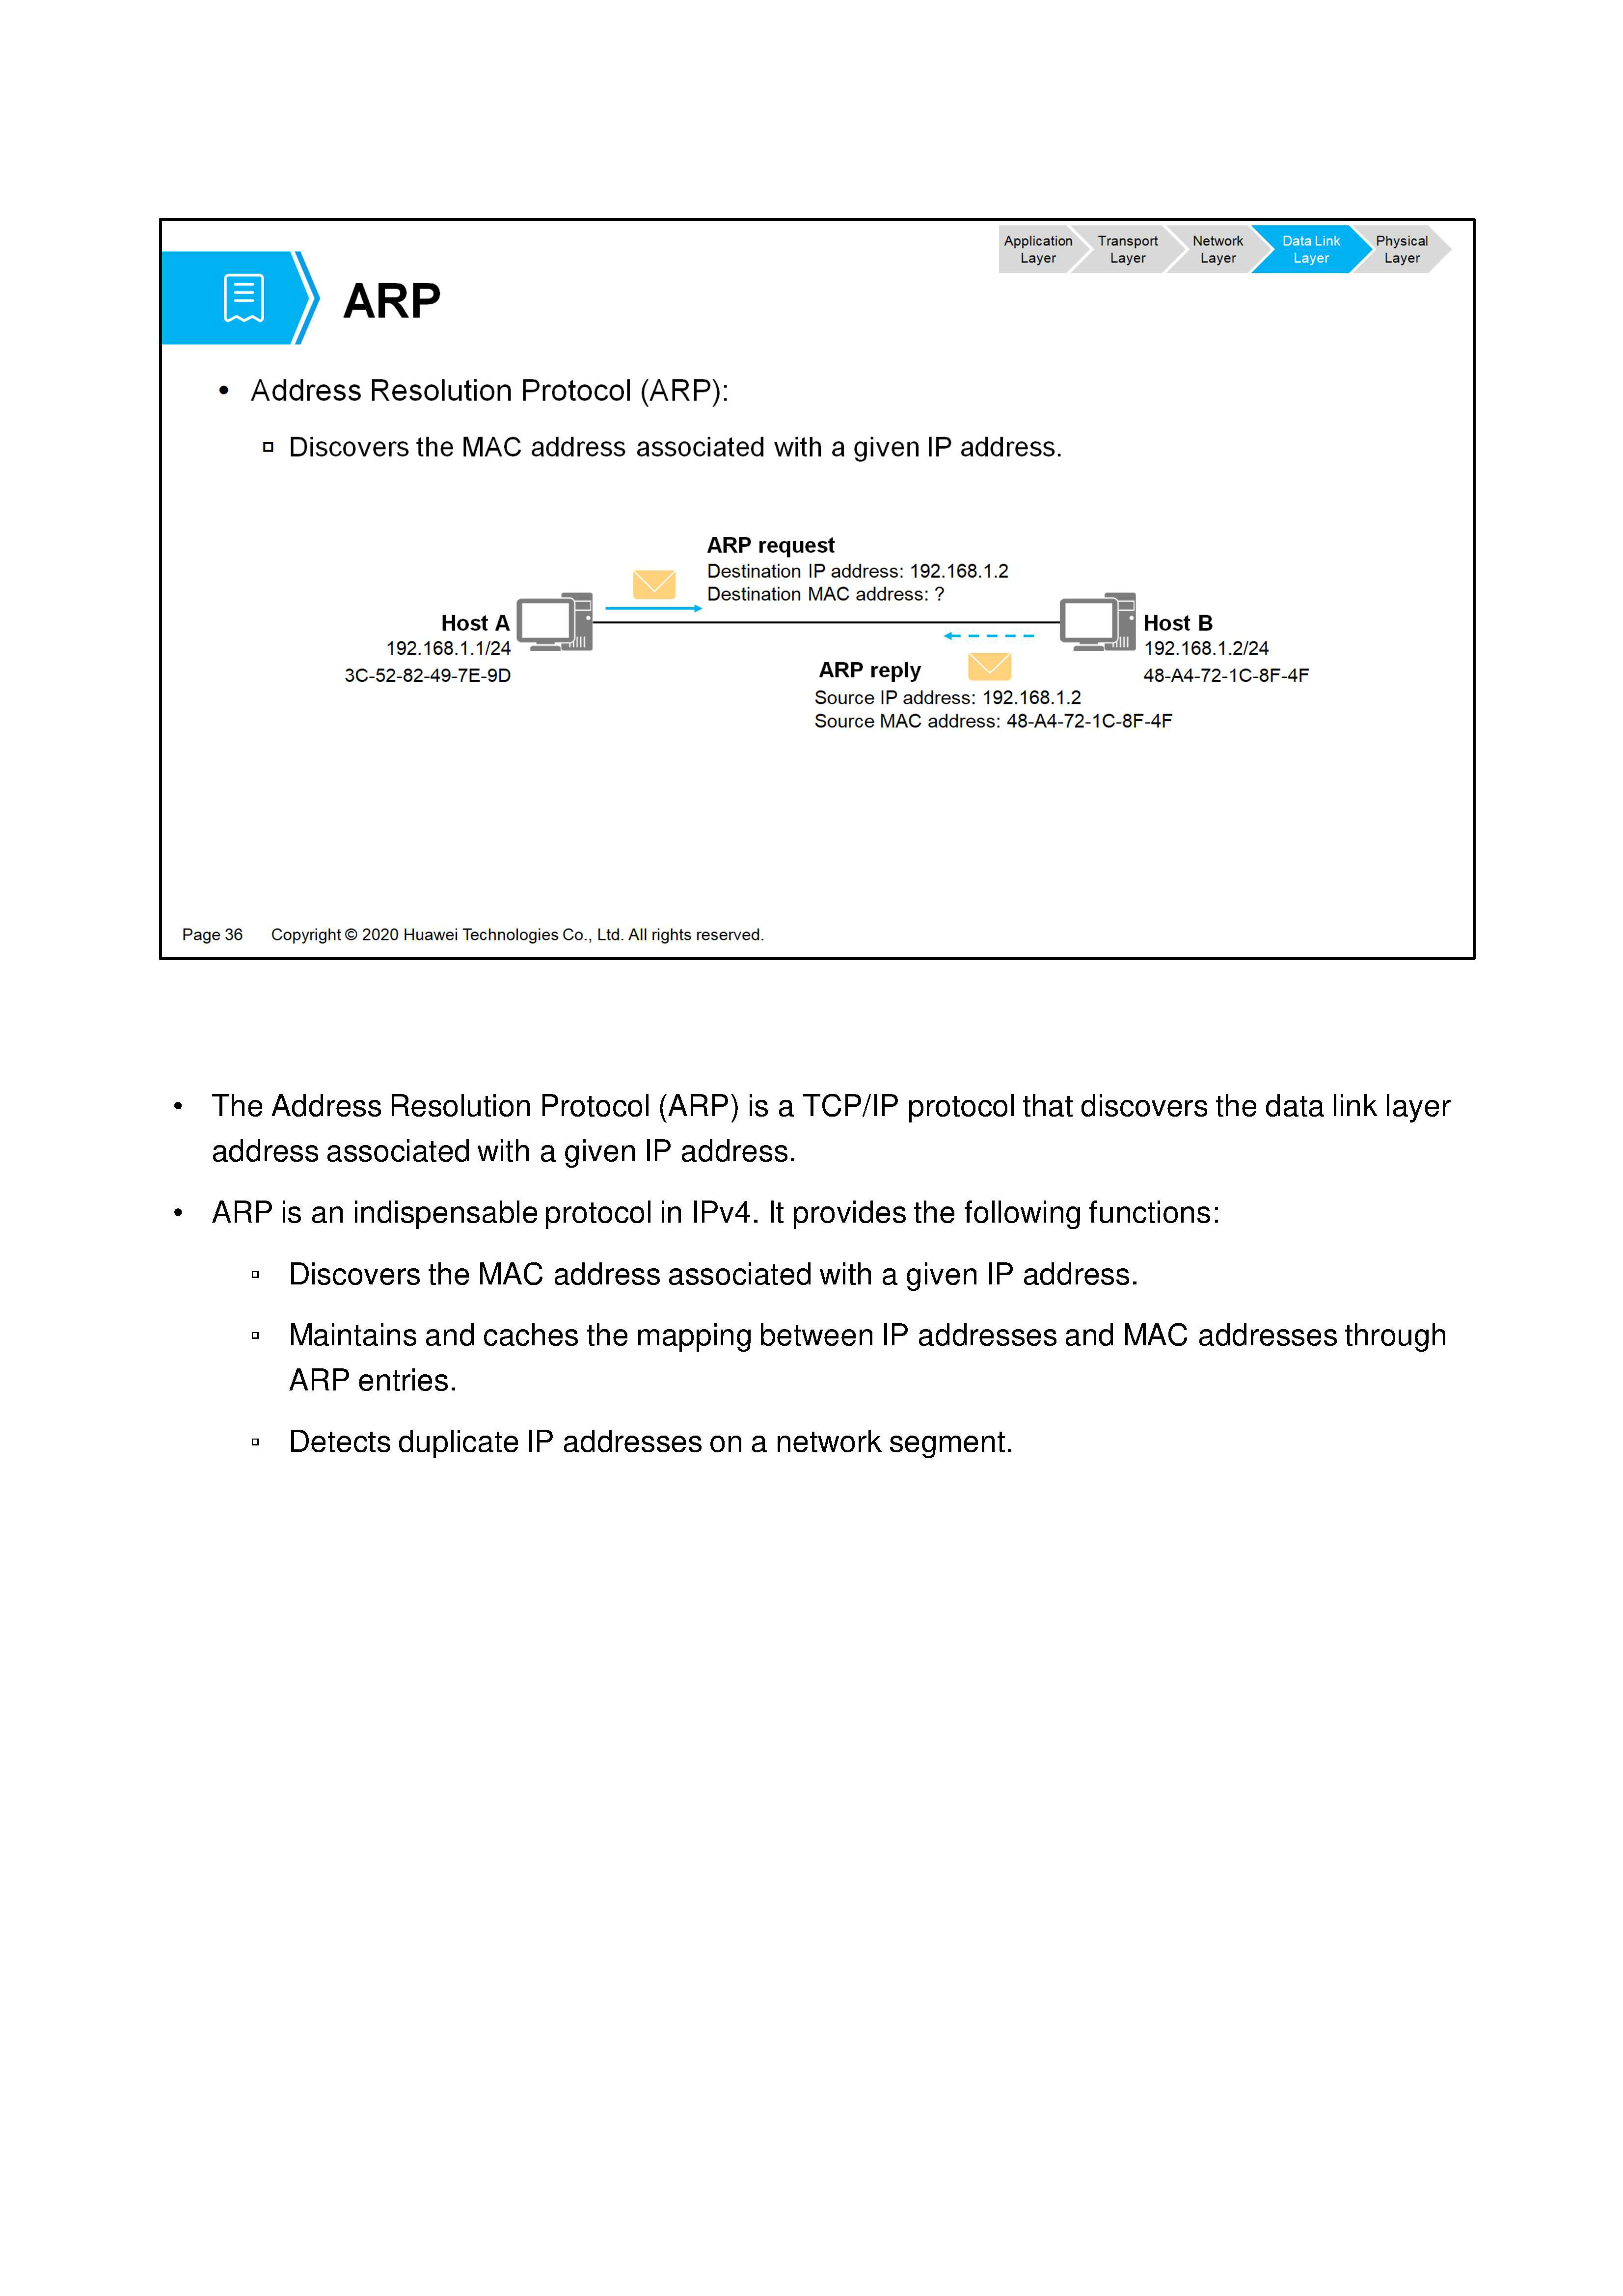 Application Layer
Transport Layer
Network Layer
Data Link Layer
Physical Layer
ARP
• Address Resolution Protocol (ARP):
▫ Discovers the MAC address associated with a given IP address.
ARP request
Destination IP address: 192.168.1.2
Destination MAC address: ?
Host A
192.168.1.1/24
3C-52-82-49-7E-9D
Host B
192.168.1.2/24
48-A4-72-1C-8F-4F
ARP reply
Source IP address: 192.168.1.2
Source MAC address: 48-A4-72-1C-8F-4F
Page 36 Copyright © 2020 Huawei Technologies Co., Ltd. All rights reserved.
• The Address Resolution Protocol (ARP) is a TCP/IP protocol that discovers the data link layer
address associated with a given IP address.
• ARP is an indispensable protocol in IPv4. It provides the following functions:
▫ Discovers the MAC address associated with a given IP address.
▫ Maintains and caches the mapping between IP addresses and MAC addresses through
ARP entries.
▫ Detects duplicate IP addresses on a network segment.